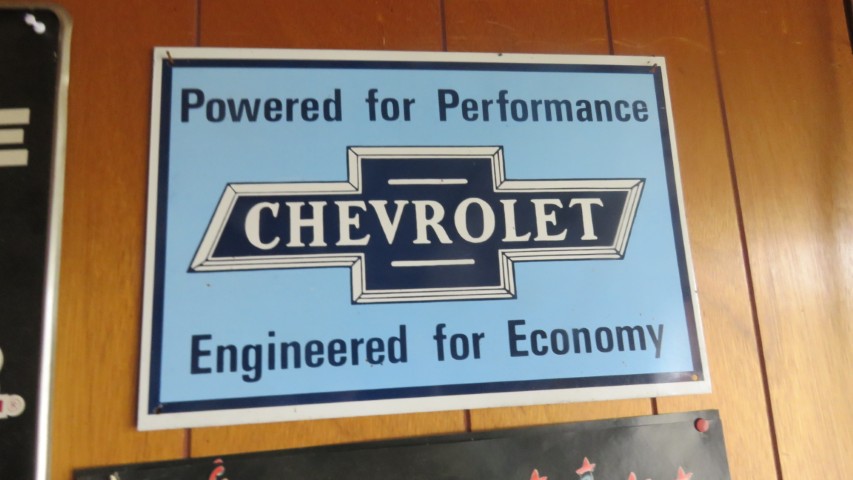 Powered for Performance
CHEVROLET
Engineered for Economy